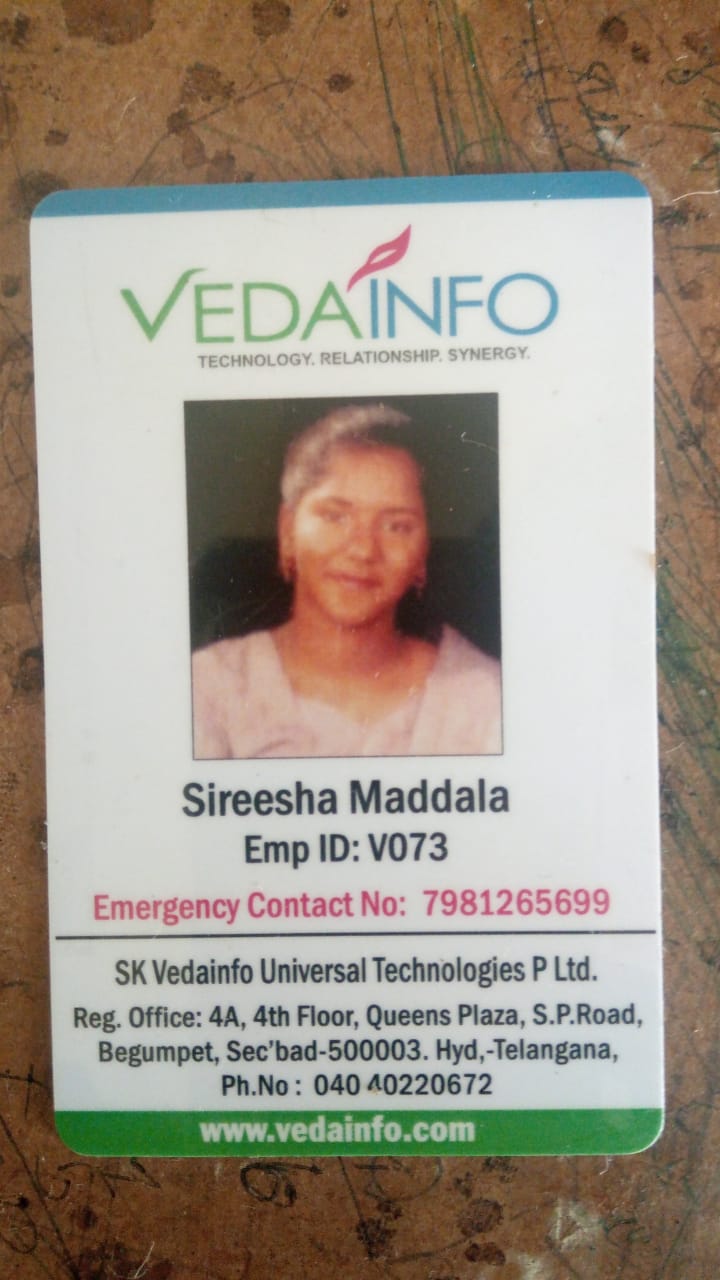 VEDAINFO
TECHNOLOGY. RELATIONSHIP. SYNERGY.
Sireesha Maddala
Emp ID: V073
Emergency Contact No: 7981265699
SK Vedainfo Universal Technologies P Ltd.
Reg. Office: 4A, 4th Floor, Queens Plaza, S.P.Road,
Begumpet, Sec'bad-500003. Hyd,-Telangana,
Ph.No : 040 40220672
www.vedainfo.com